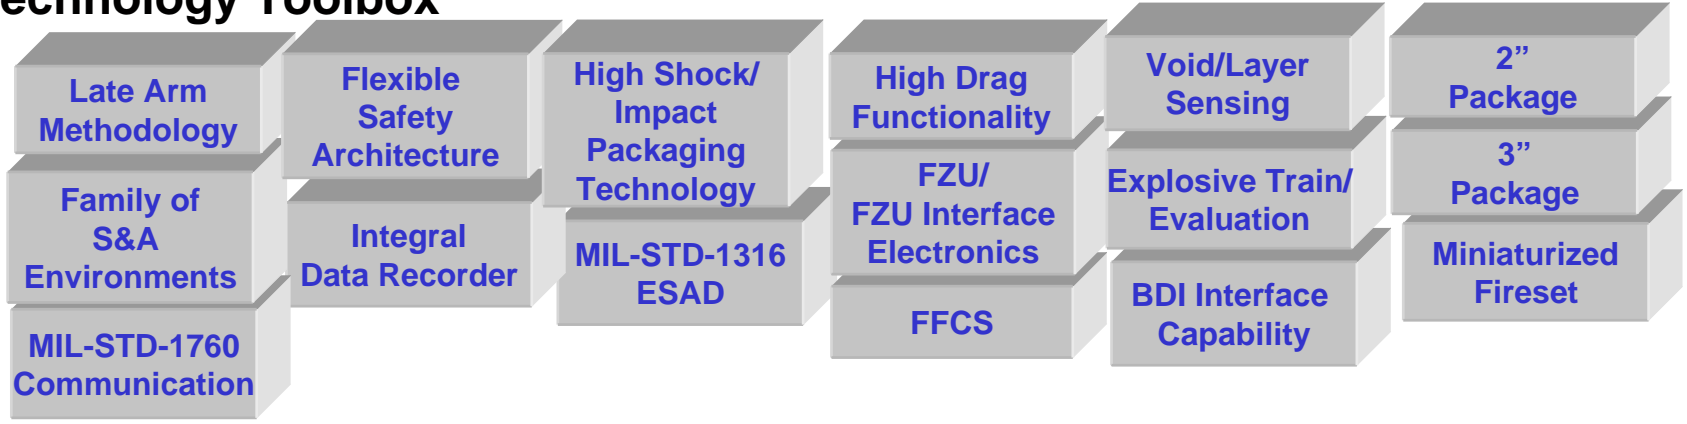 echnology Toolbox
Late Arm
Methodology
Family of
S&A
Environments
MIL-STD-1760
Communication
Flexible
Safety
Architecture
Integral
Data Recorder
High Shock/
Impact
Packaging
Technology
MIL-STD-1316
ESAD
High Drag
Functionality
FZU/
FZU Interface
Electronics
FFCS
Void/Layer
Sensing
Explosive Train/
Evaluation
BDI Interface
Capability
2”
Package
3”
Package
Miniaturized
Fireset